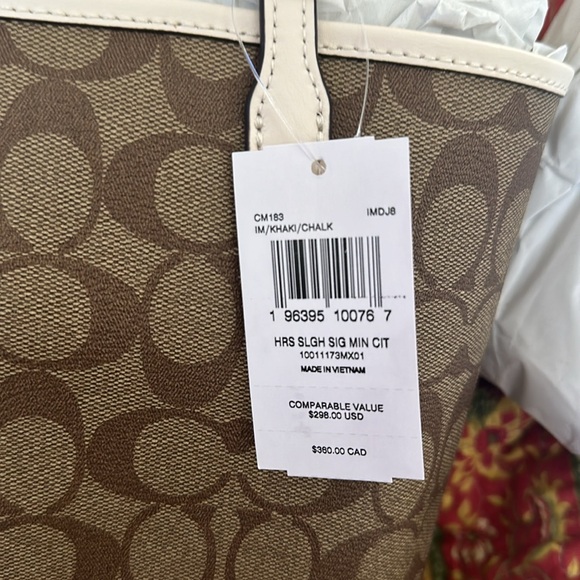 CM183 IMDJ8
IM/KHAKI/CHALK
1 96395 10076 7
HRS SLGH SIG MIN CIT
10011173MX01
MADE IN VIETNAM
COMPARABLE VALUE
$298.00 USD
$360.00 CAD